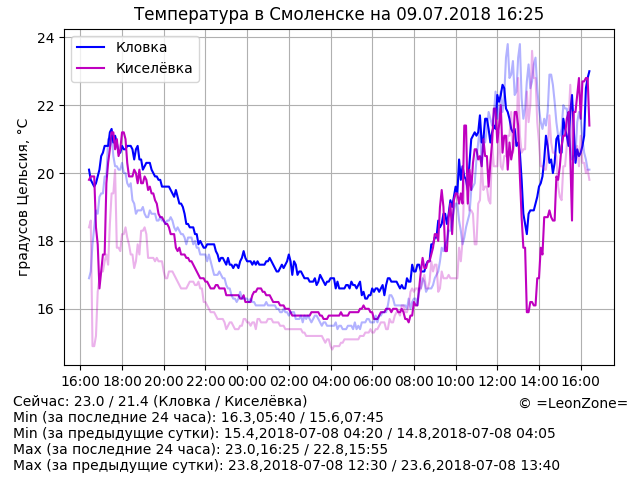 Температура в Смоленске на 09.07.2018 16:25
Кловка
Киселёвка
градусов Цельсия, °C
24
22
20
18
16
16:00 18:00 20:00 22:00 00:00 02:00 04:00 06:00 08:00 10:00 12:00 14:00 16:00
Сейчас: 23.0 / 21.4 (Кловка / Киселёвка)
© =LeonZone=
Min (за последние 24 часа): 16.3,05:40 / 15.6,07:45
Min (за предыдущие сутки): 15.4,2018-07-08 04:20 / 14.8,2018-07-08 04:05
Max (за последние 24 часа): 23.0,16:25 / 22.8,15:55
Max (за предыдущие сутки): 23.8,2018-07-08 12:30 / 23.6,2018-07-08 13:40